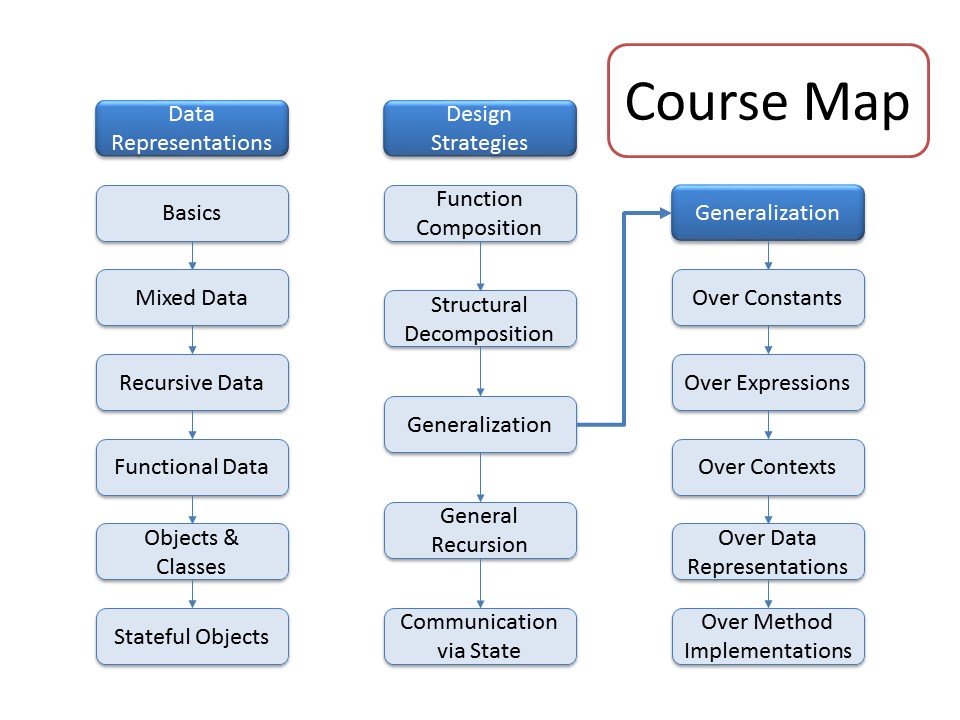 Course Map
Data
Representations
Basics
Mixed Data
Recursive Data
Functional Data
Objects &
Classes
Stateful Objects
Design
Strategies
Function
Composition
Structural
Decomposition
Generalization
General
Recursion
Communication
via State
Generalization
Over Constants
Over Expressions
Over Contexts
Over Data
Representations
Over Method
Implementations